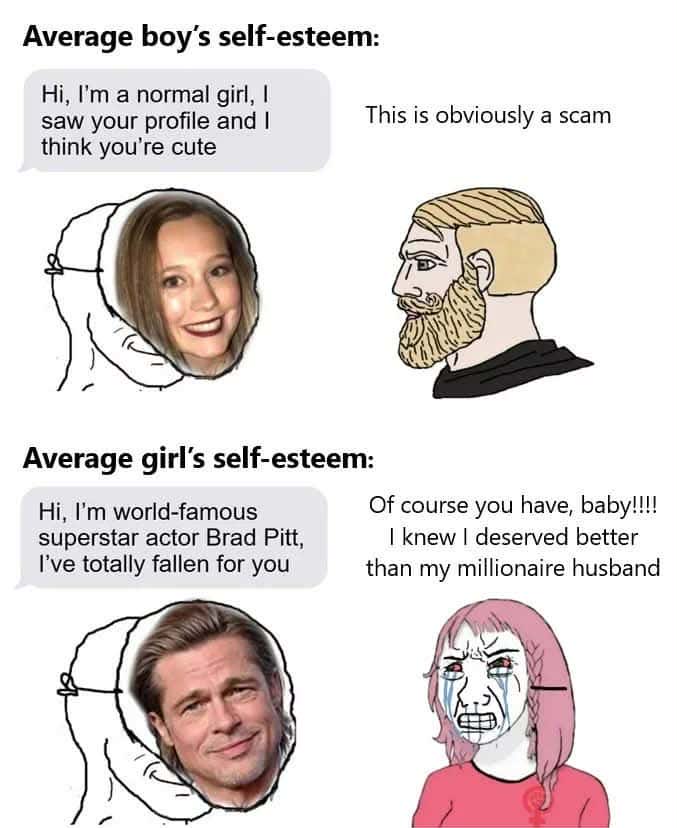 Average boy's self-esteem:
Hi, I'm a normal girl, I
saw your profile and I
think you're cute
This is obviously a scam
Average girl's self-esteem:
Hi, I'm world-famous
superstar actor Brad Pitt,
I've totally fallen for you
Of course you have, baby!!!!
I knew I deserved better
than my millionaire husband